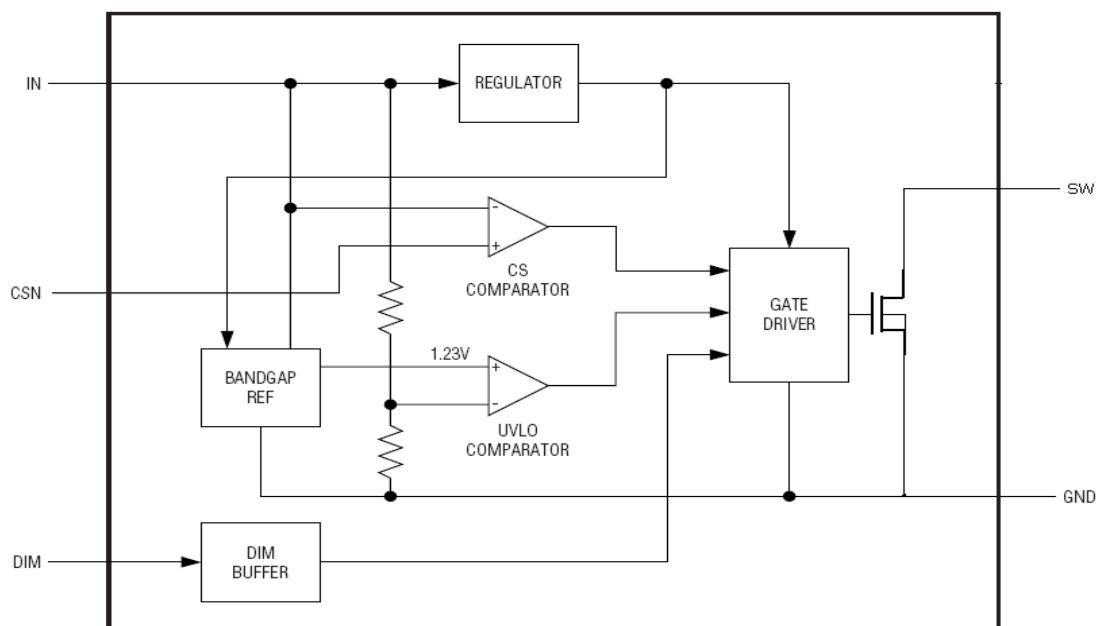 IN
REGULATOR
SW
-
+
CS
COMPARATOR
CSN
GATE
DRIVER
1.23V
BANDGAP
REF
+
-
UVLO
COMPARATOR
GND
DIM
DIM
BUFFER